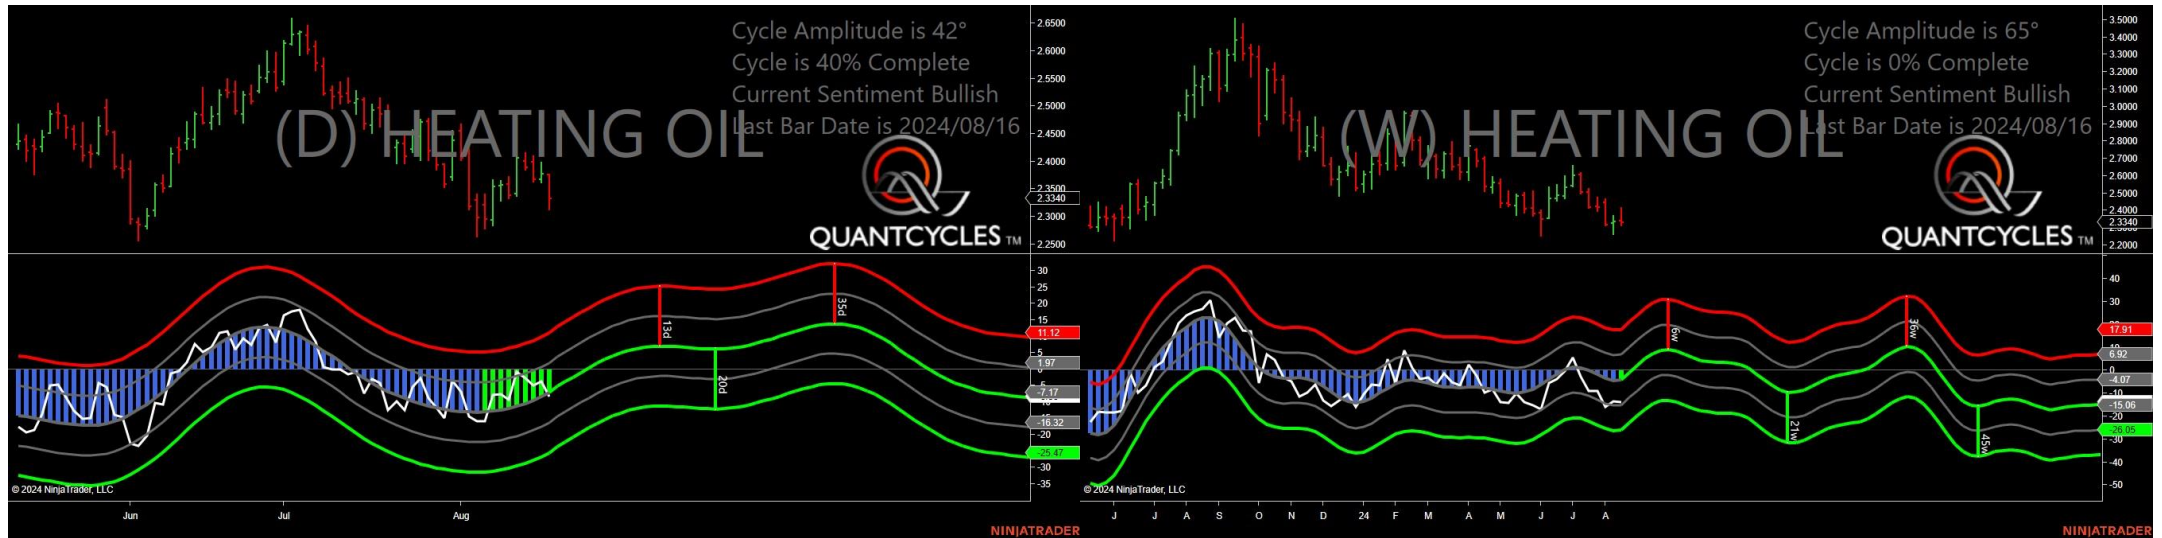 Cycle Amplitude is 42°
Cycle is 40% Complete
Current Sentiment Bullish
Last Bar Date is 2024/08/16
(D) HEATING OIL
QUANTCYCLES TM
2.6500
2.6000
2.5500
2.5000
2.4500
2.4000
2.3500
2.3340
2.3000
2.2500
13d
20d
35d
30
25
20
15
11.12
5
1.97
0
-5
-7.17
-15
-16.32
-20
-25.47
-30
-35
© 2024 NinjaTrader, LLC
Jun
Jul
Aug
NINJATRADER
Cycle Amplitude is 65°
Cycle is 0% Complete
Current Sentiment Bullish
Last Bar Date is 2024/08/16
(W) HEATING OIL
QUANTCYCLES TM
3.5000
3.4000
3.3000
3.2000
3.1000
3.0000
2.9000
2.8000
2.7000
2.6000
2.5000
2.4000
2.3340
2.2000
6w
21w
36w
45w
40
30
17.91
10
6.92
0
-4.07
-10
-15.06
-20
-26.05
-30
-40
-50
© 2024 NinjaTrader, LLC
J
J
A
S
O
N
D
24
F
M
A
M
J
J
A
NINJATRADER